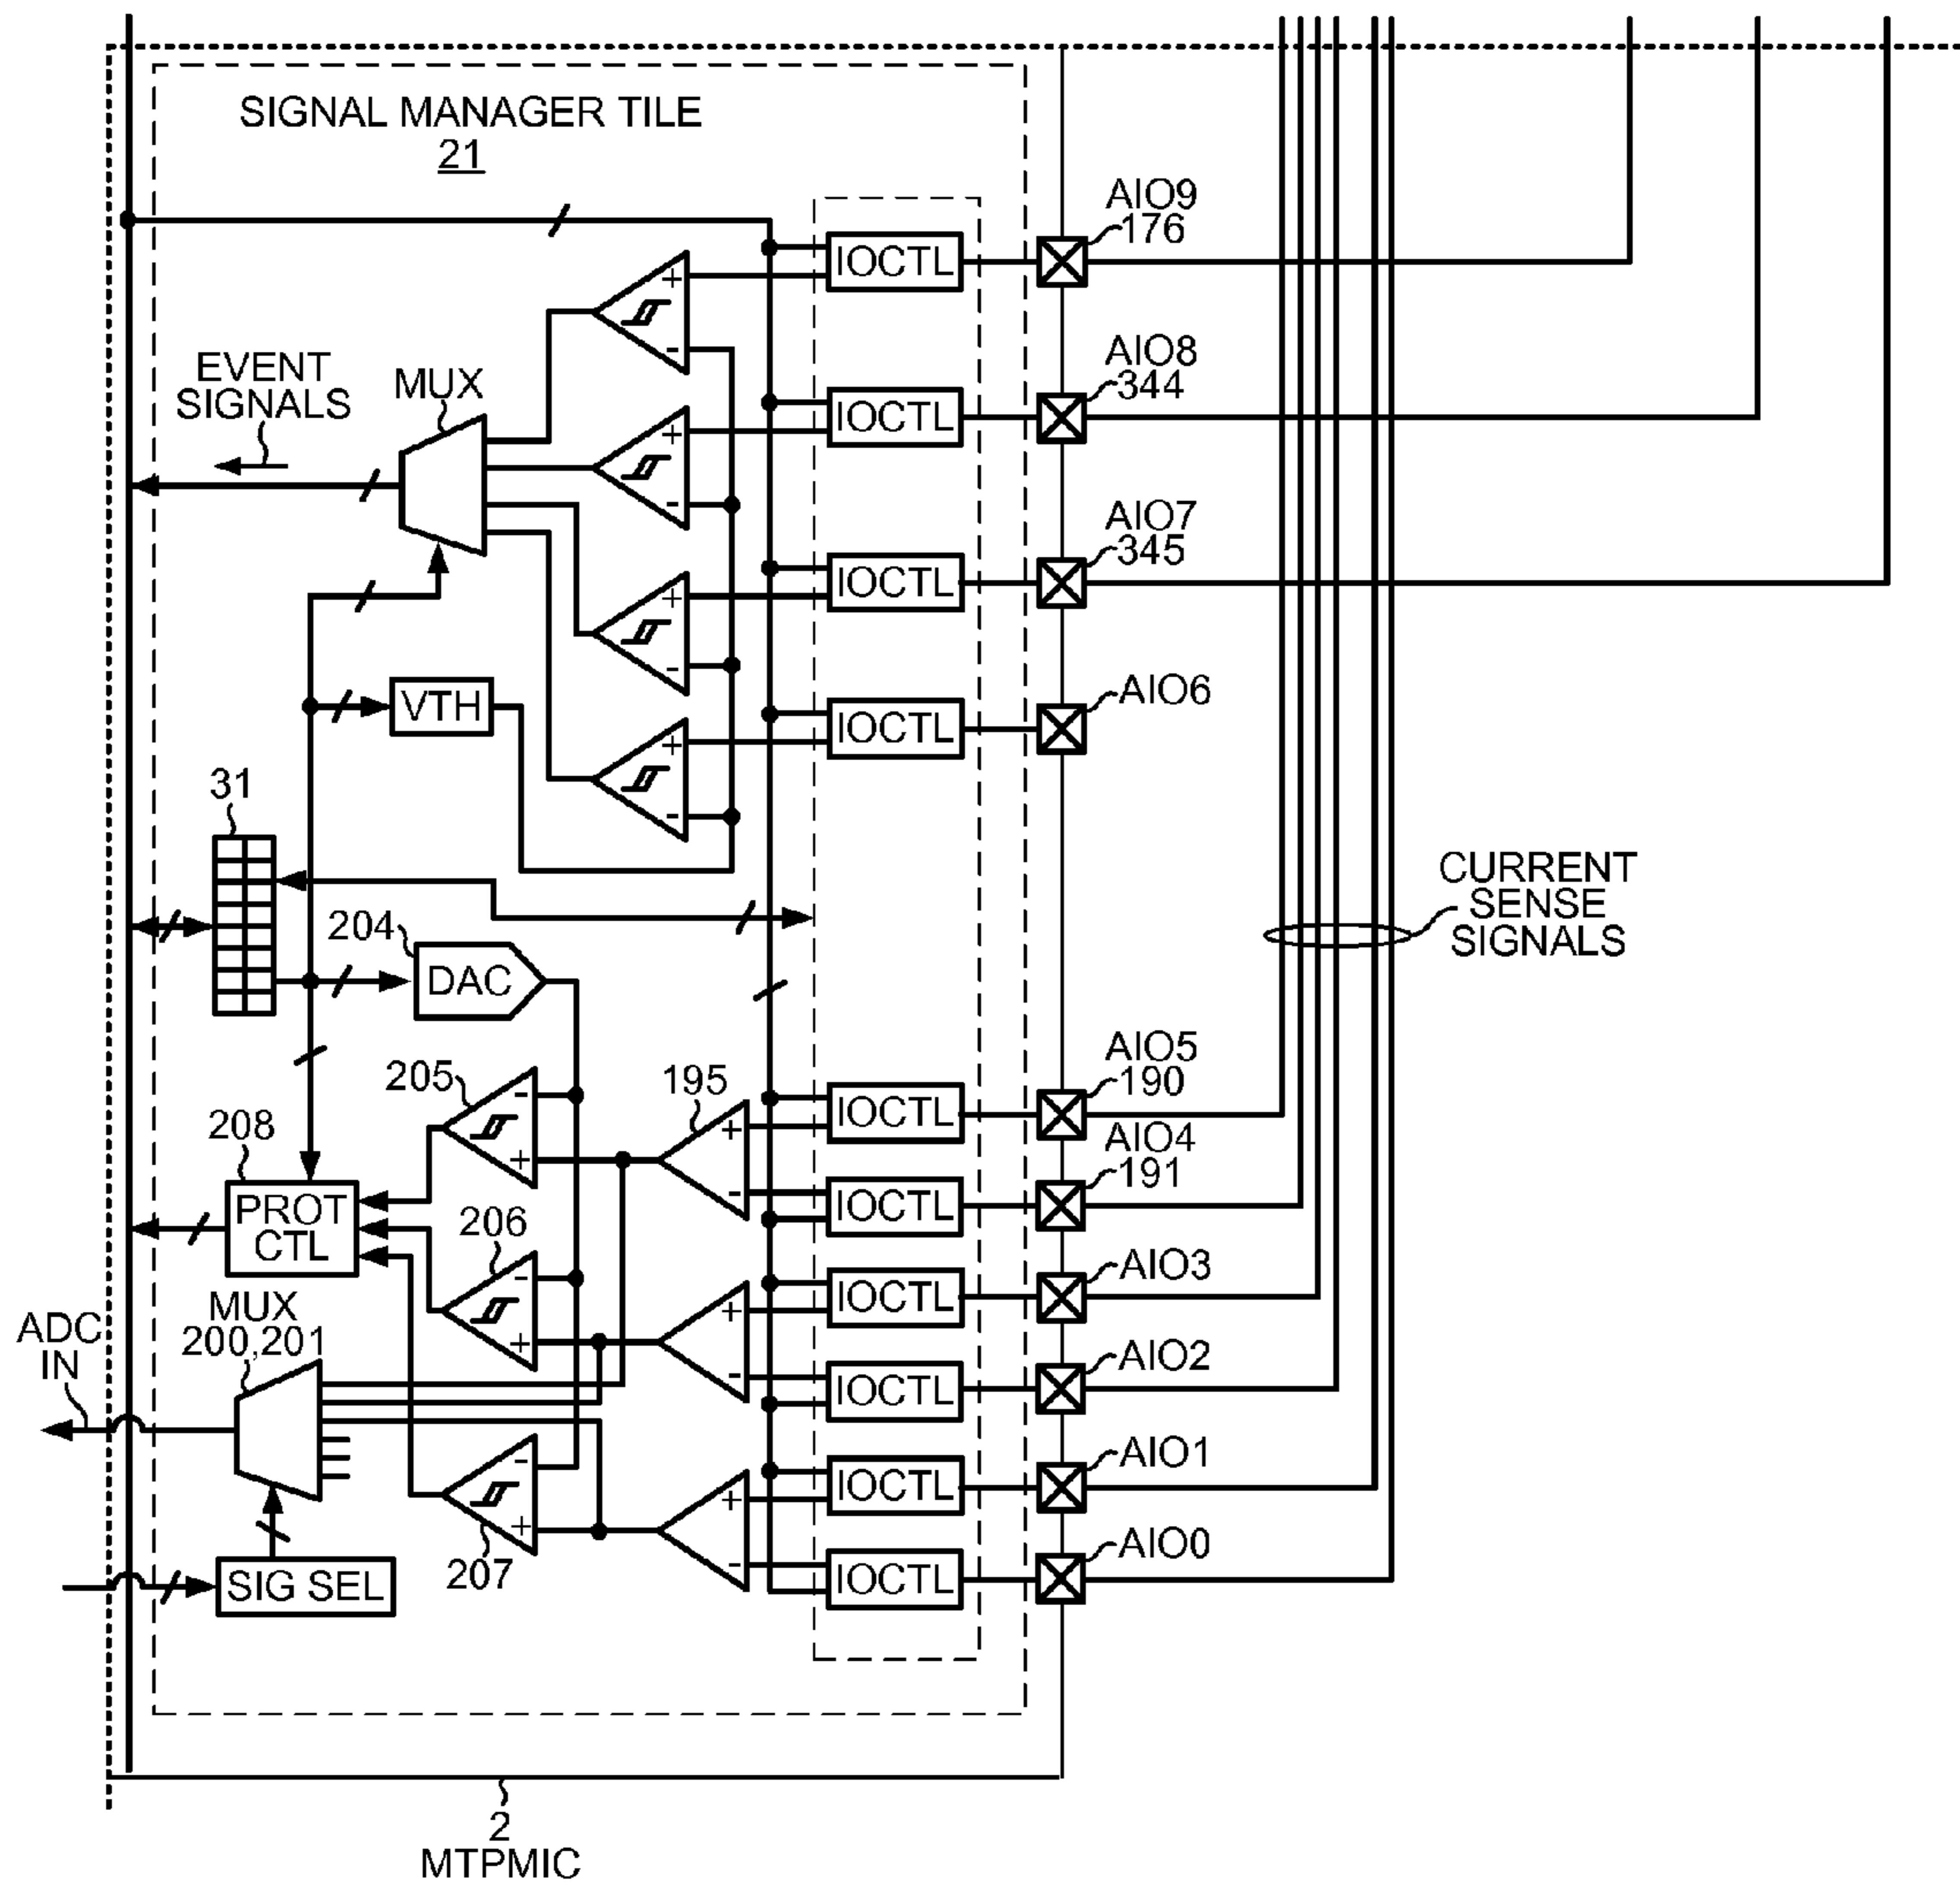 SIGNAL MANAGER TILE
21
AIO9
176
IOCTL
+
-
AIO8
344
IOCTL
+
-
EVENT
SIGNALS
MUX
AIO7
345
IOCTL
+
-
AIO6
IOCTL
+
-
VTH
31
CURRENT
SENSE
SIGNALS
204
DAC
AIO5
190
IOCTL
195
+
-
205
-
+
AIO4
191
IOCTL
208
PROT
CTL
206
-
+
AIO3
IOCTL
+
-
AIO2
IOCTL
MUX
200,201
ADC
IN
AIO1
IOCTL
+
-
207
-
+
AIO0
IOCTL
SIG SEL
2
MTPMIC